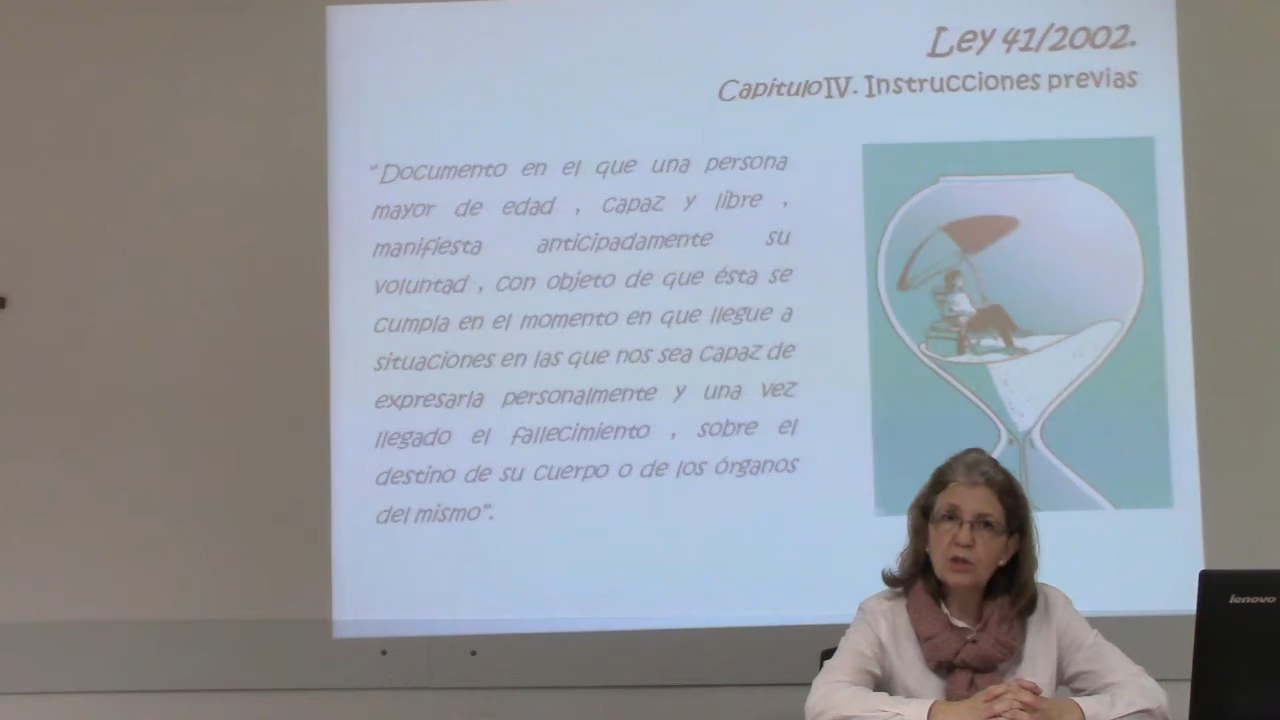 Ley 41/2002.
Capitulo IV. Instrucciones previas
"Documento en el que una persona
mayor de edad , capaz y libre ,
manifiesta anticipadamente su
voluntad , con objeto de que ésta se
cumpla en el momento en que llegue a
situaciones en las que nos sea capaz de
expresarla personalmente y una vez
llegado el fallecimiento , sobre el
destino de su cuerpo o de los órganos
del mismo".
lenovo